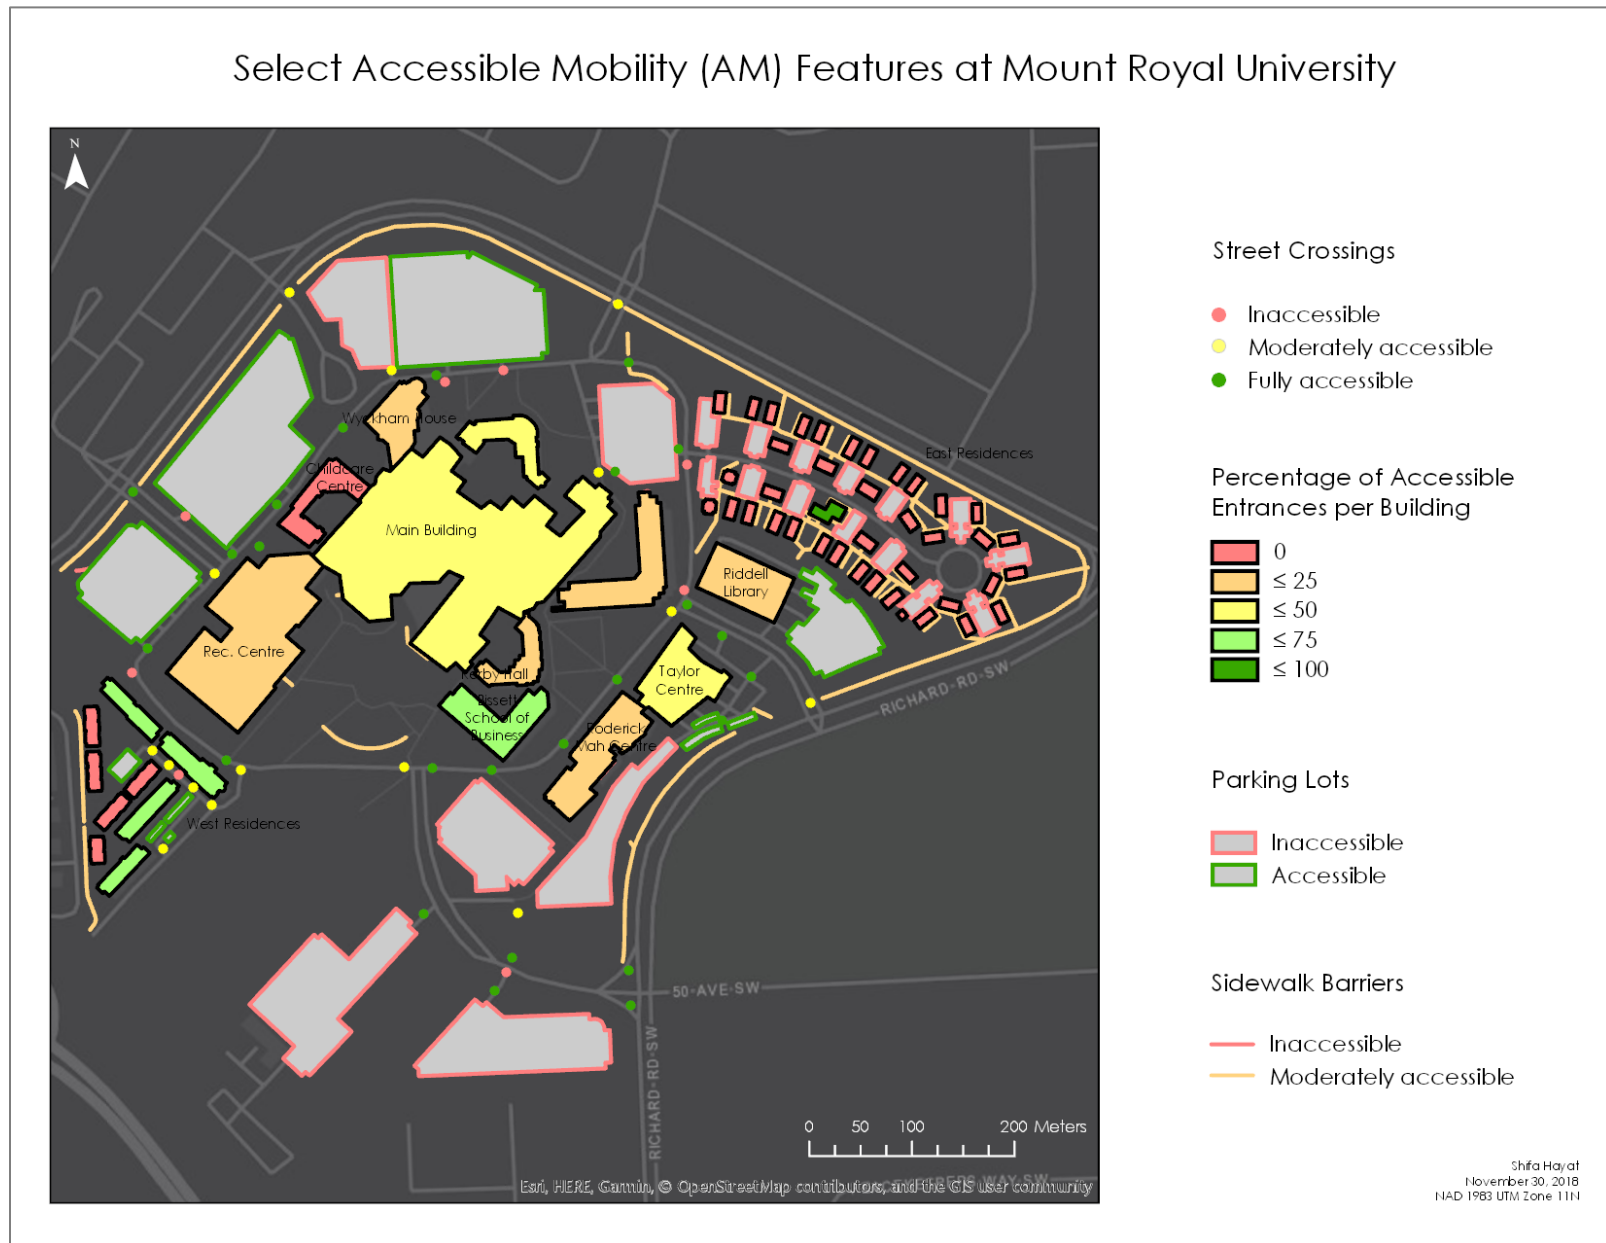 Select Accessible Mobility (AM) Features at Mount Royal University
N
Wyckham House
East Residences
Childcare
Centre
Main Building
Riddell
Library
Rec. Centre
Kerby Hall
Taylor
Centre
Bissett
School of
Business
Roderick
Mah Centre
RICHARD-RD-SW
West Residences
50-AVE-SW
RICHARD-RD-SW
0 50 100 200 Meters
Esri, HERE, Garmin, © OpenStreetMap contributors, and the GIS user community
Street Crossings
Inaccessible
Moderately accessible
Fully accessible
Percentage of Accessible
Entrances per Building
0
≤ 25
≤ 50
≤ 75
≤ 100
Parking Lots
Inaccessible
Accessible
Sidewalk Barriers
Inaccessible
Moderately accessible
Shifa Hayat
November 30, 2018
NAD 1983 UTM Zone 11N